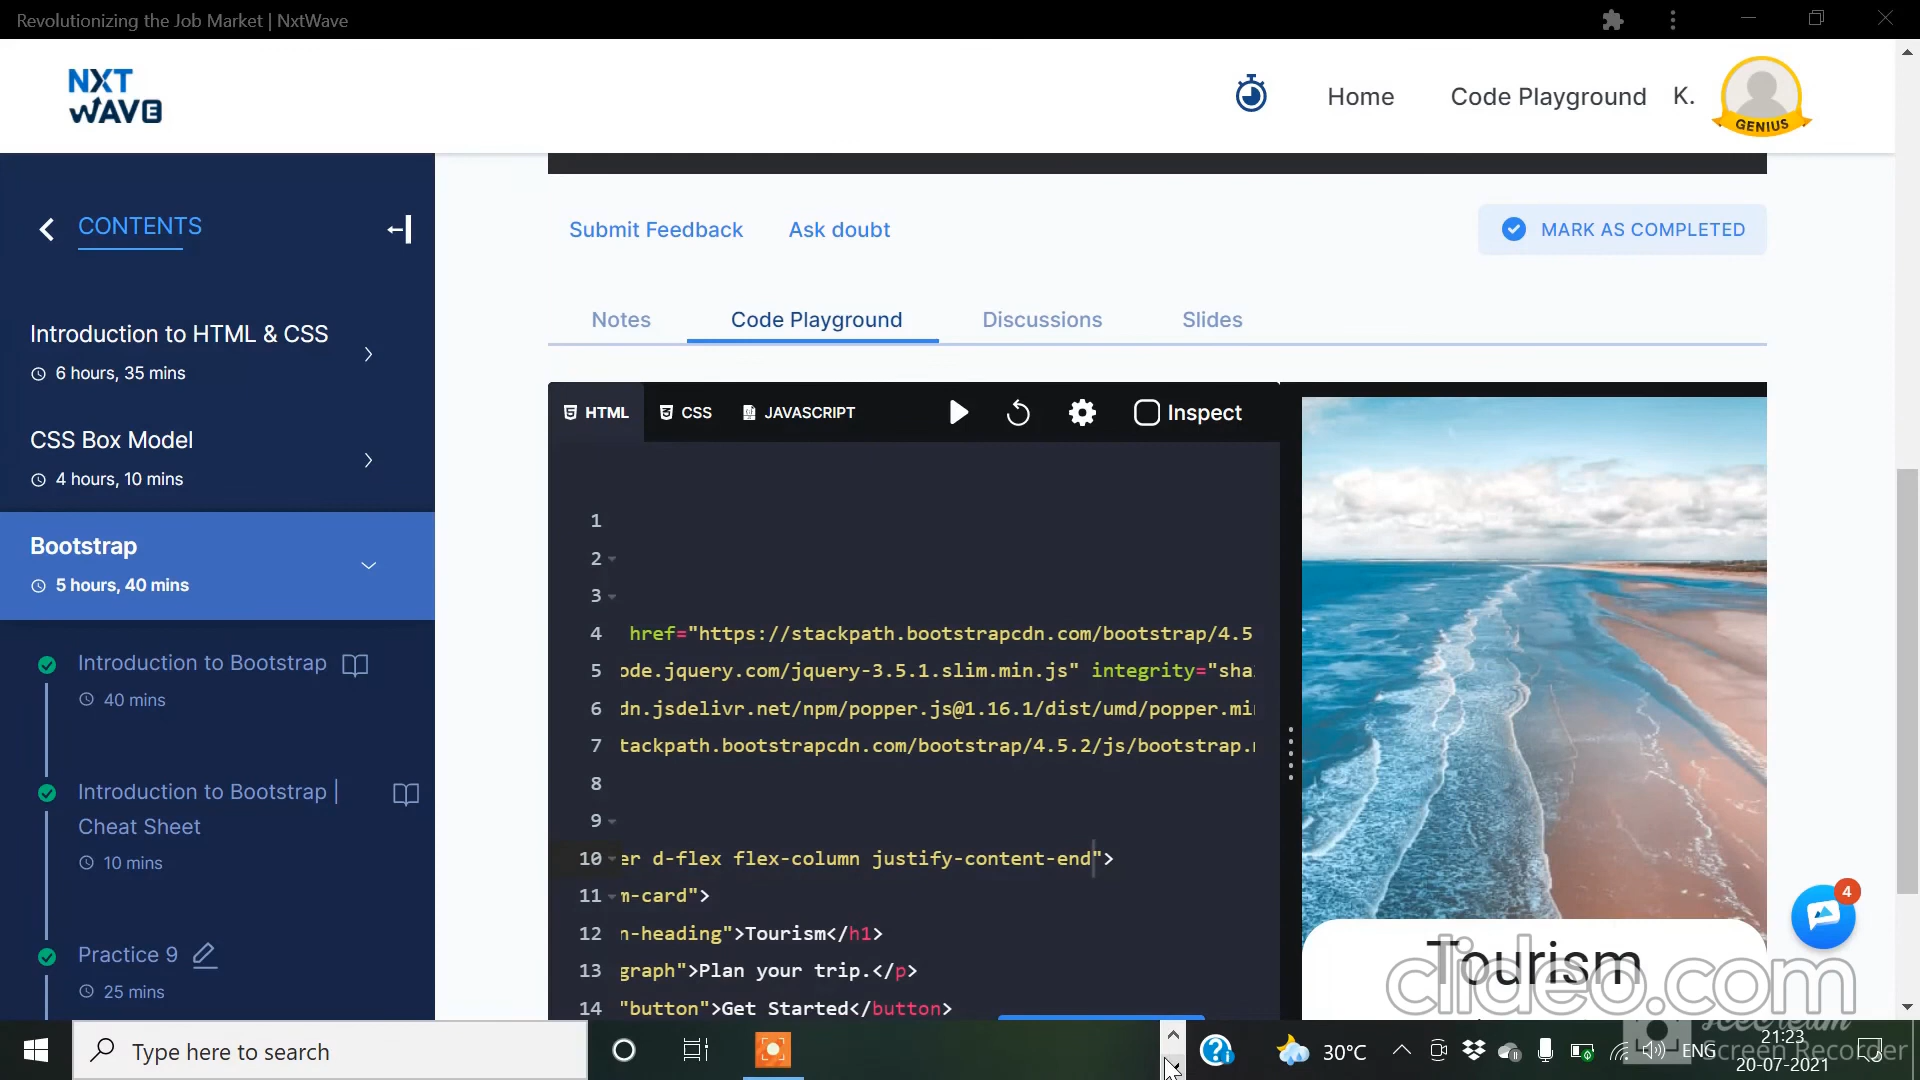 Revolutionizing the Job Market | NxtWave
NXT
WAVE
Home
Code Playground
K.
GENIUS
CONTENTS
Introduction to HTML & CSS
6 hours, 35 mins
CSS Box Model
4 hours, 10 mins
Bootstrap
5 hours, 40 mins
Introduction to Bootstrap
40 mins
Introduction to Bootstrap |
Cheat Sheet
10 mins
Practice 9
25 mins
Submit Feedback
Ask doubt
MARK AS COMPLETED
Notes
Code Playground
Discussions
Slides
HTML
CSS
JAVASCRIPT
Inspect
1
2
3
4 href="https://stackpath.bootstrapcdn.com/bootstrap/4.5
5 ode.jquery.com/jquery-3.5.1.slim.min.js" integrity="sha
6 dn.jsdelivr.net/npm/popper.js@1.16.1/dist/umd/popper.mi
7 tackpath.bootstrapcdn.com/bootstrap/4.5.2/js/bootstrap.
8
9
10 er d-flex flex-column justify-content-end">
11 m-card">
12 n-heading">Tourism</h1>
13 graph">Plan your trip.</p>
14 "button">Get Started</button>
Tourism
4
clideo.com
Icecream
Screen Recorder
Type here to search
30°C
ENG
21:23
20-07-2021